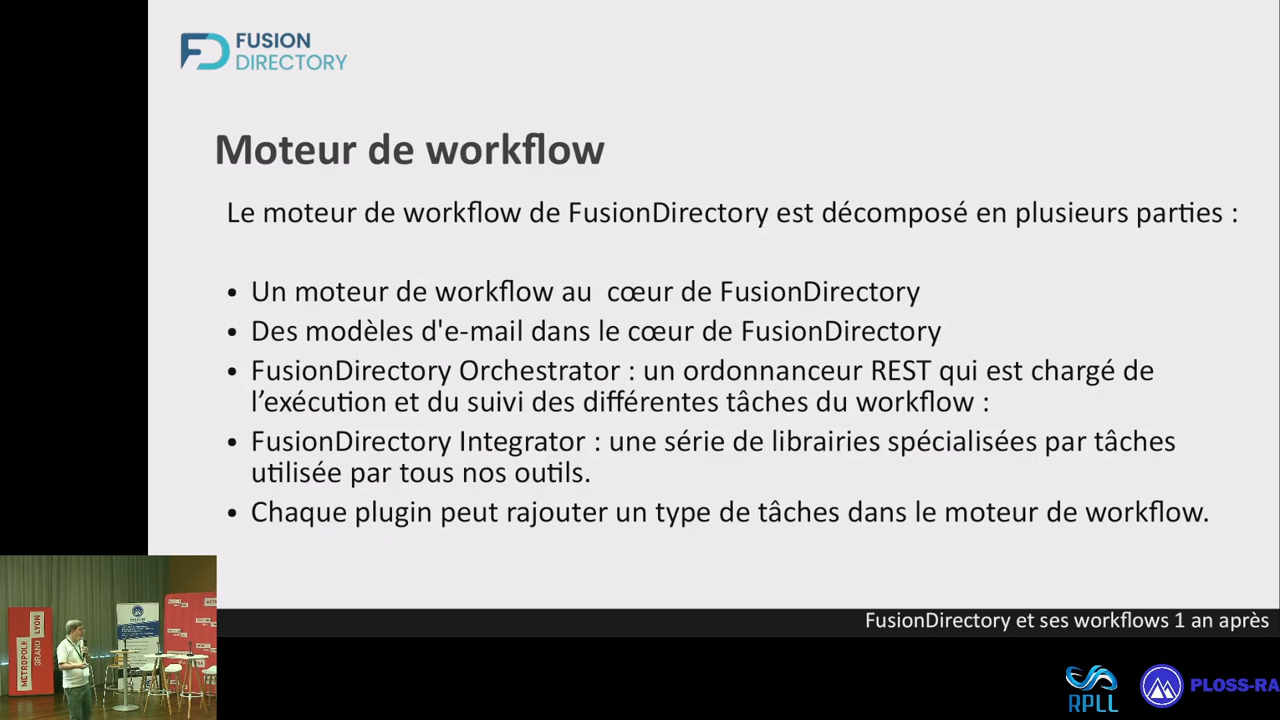 FUSION
DIRECTORY
Moteur de workflow
Le moteur de workflow de FusionDirectory est décomposé en plusieurs parties :
• Un moteur de workflow au  cœur de FusionDirectory
• Des modèles d'e-mail dans le cœur de FusionDirectory
• FusionDirectory Orchestrator : un ordonnanceur REST qui est chargé de
l’exécution et du suivi des différentes tâches du workflow :
• FusionDirectory Integrator : une série de librairies spécialisées par tâches
utilisée par tous nos outils.
• Chaque plugin peut rajouter un type de tâches dans le moteur de workflow.
MÉTROPOLE
GRAND LYON
FusionDirectory et ses workflows 1 an après
RPLL
PLOSS-RA